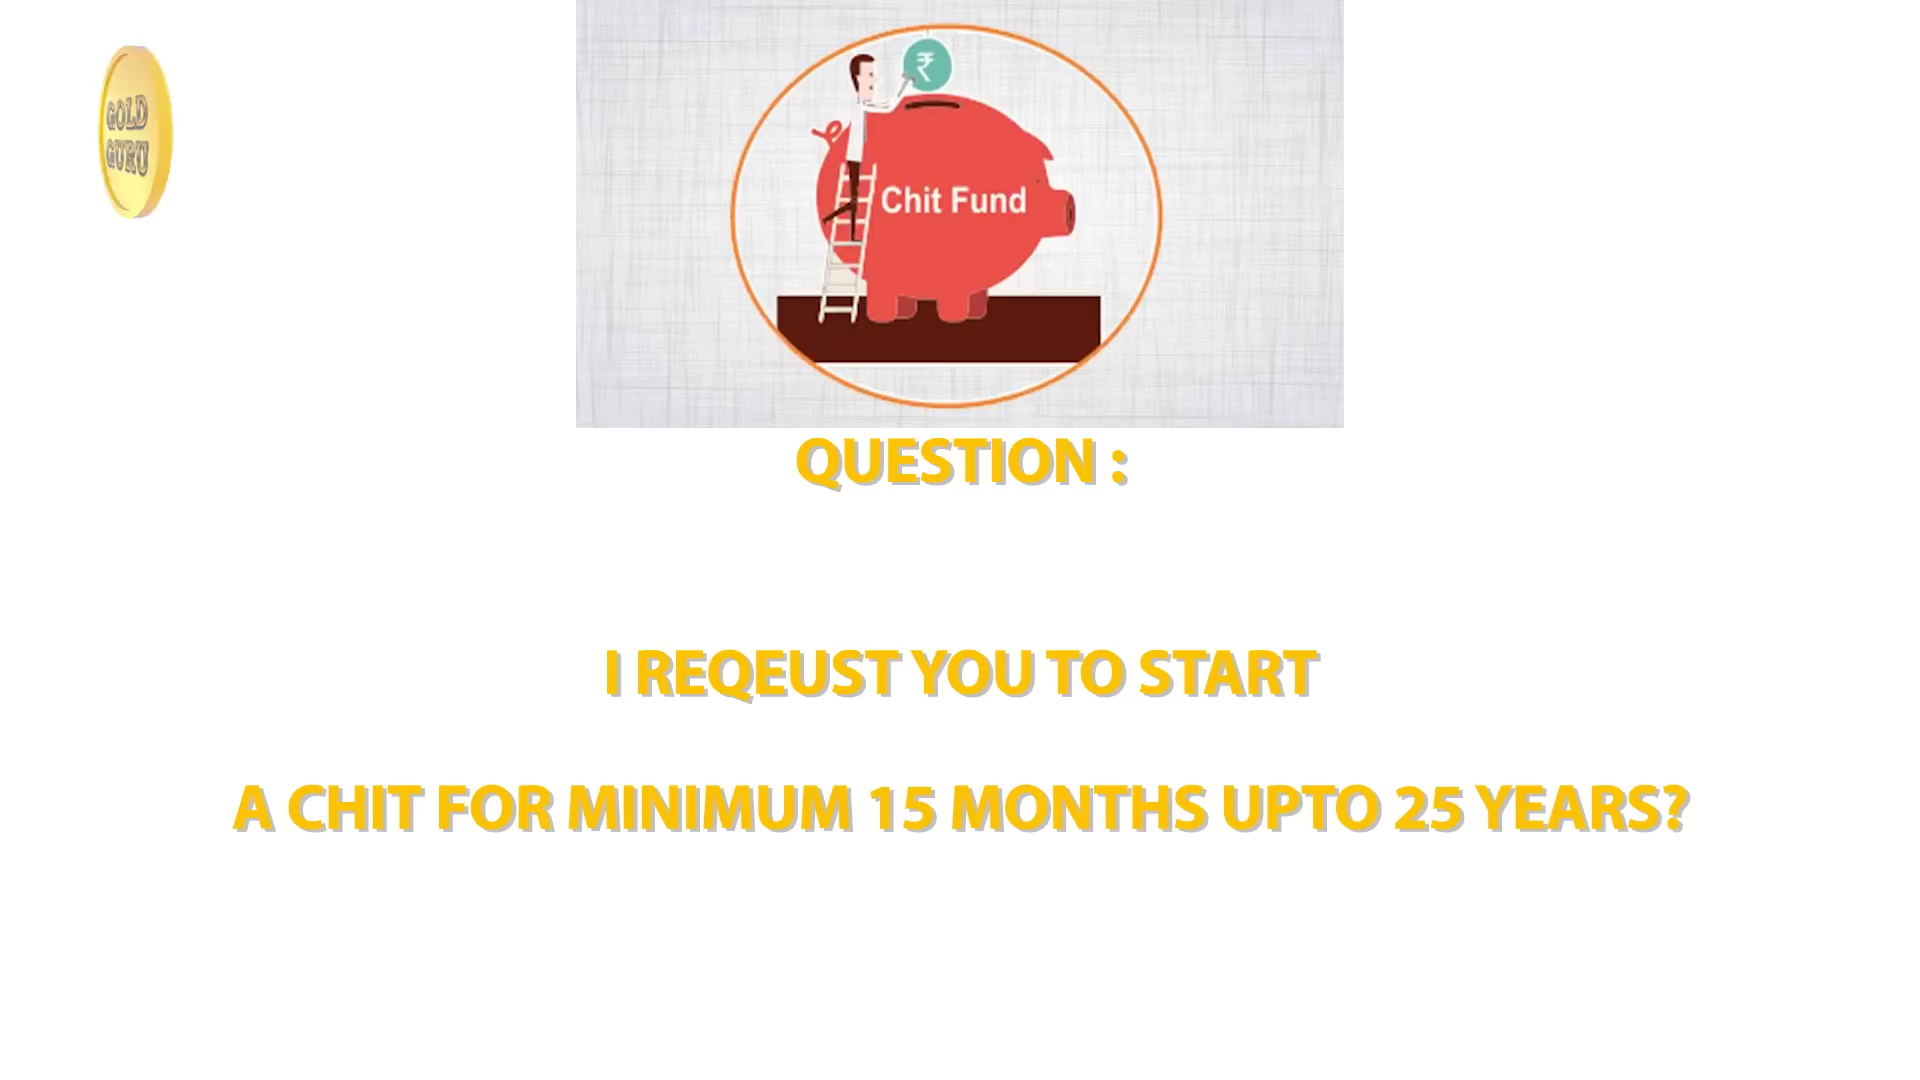 GOLD
GURU
₹
Chit Fund
QUESTION :
I REQEUST YOU TO START
A CHIT FOR MINIMUM 15 MONTHS UPTO 25 YEARS?